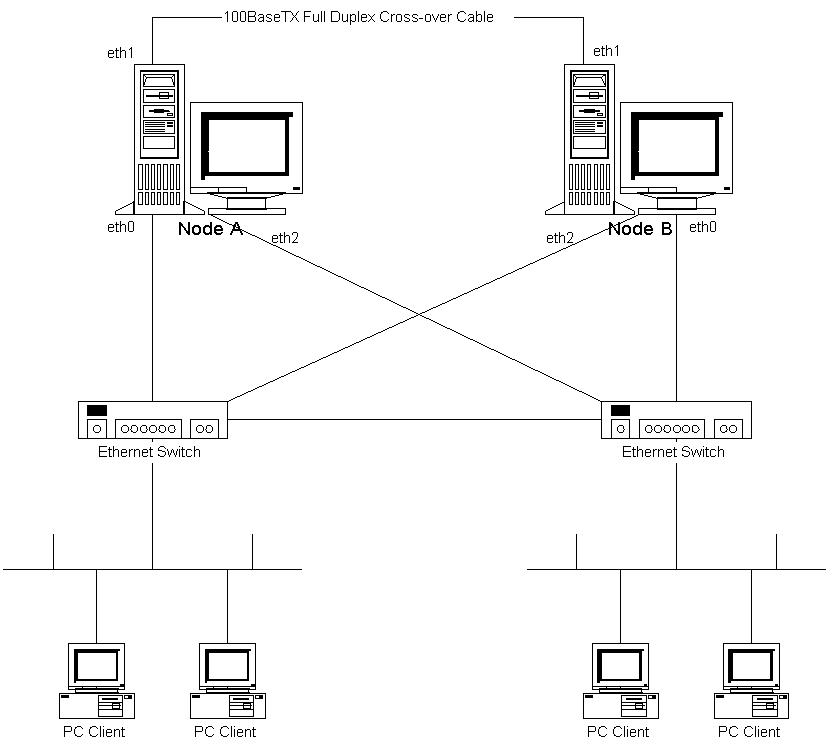 100BaseTX Full Duplex Cross-over Cable
eth1
eth1
eth0
Node A
eth2
eth2
Node B
eth0
Ethernet Switch
Ethernet Switch
PC Client
PC Client
PC Client
PC Client